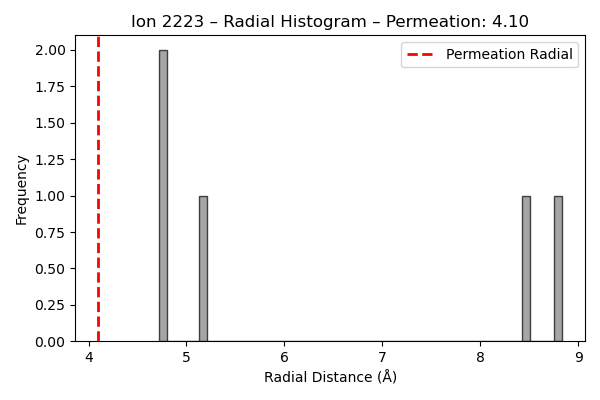 Ion 2223 – Radial Histogram – Permeation: 4.10
Permeation Radial
Frequency
2.00
1.75
1.50
1.25
1.00
0.75
0.50
0.25
0.00
4 5 6 7 8 9
Radial Distance (Å)